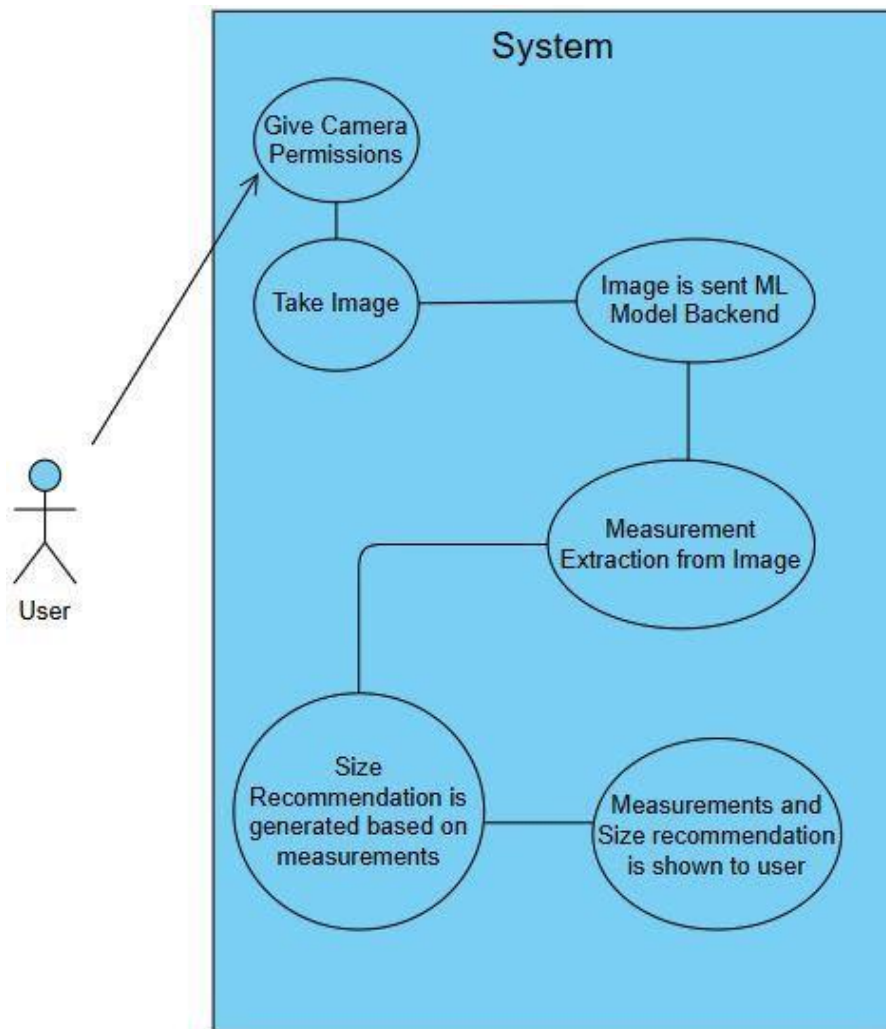 System
Give Camera
Permissions
Take Image
Image is sent ML
Model Backend
Measurement
Extraction from Image
User
Size
Recommendation is
generated based on
measurements
Measurements and
Size recommendation
is shown to user